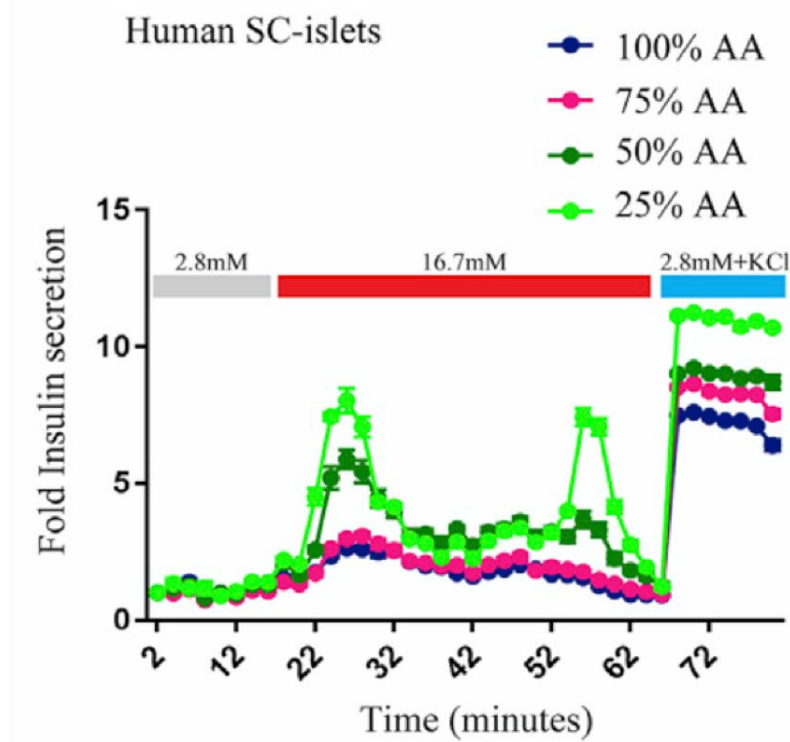 Human SC-islets
100% AA
75% AA
50% AA
25% AA
15
2.8mM
16.7mM
2.8mM+KCl
10
5
0
2
12
22
32
42
52
62
72
Fold Insulin secretion
Time (minutes)